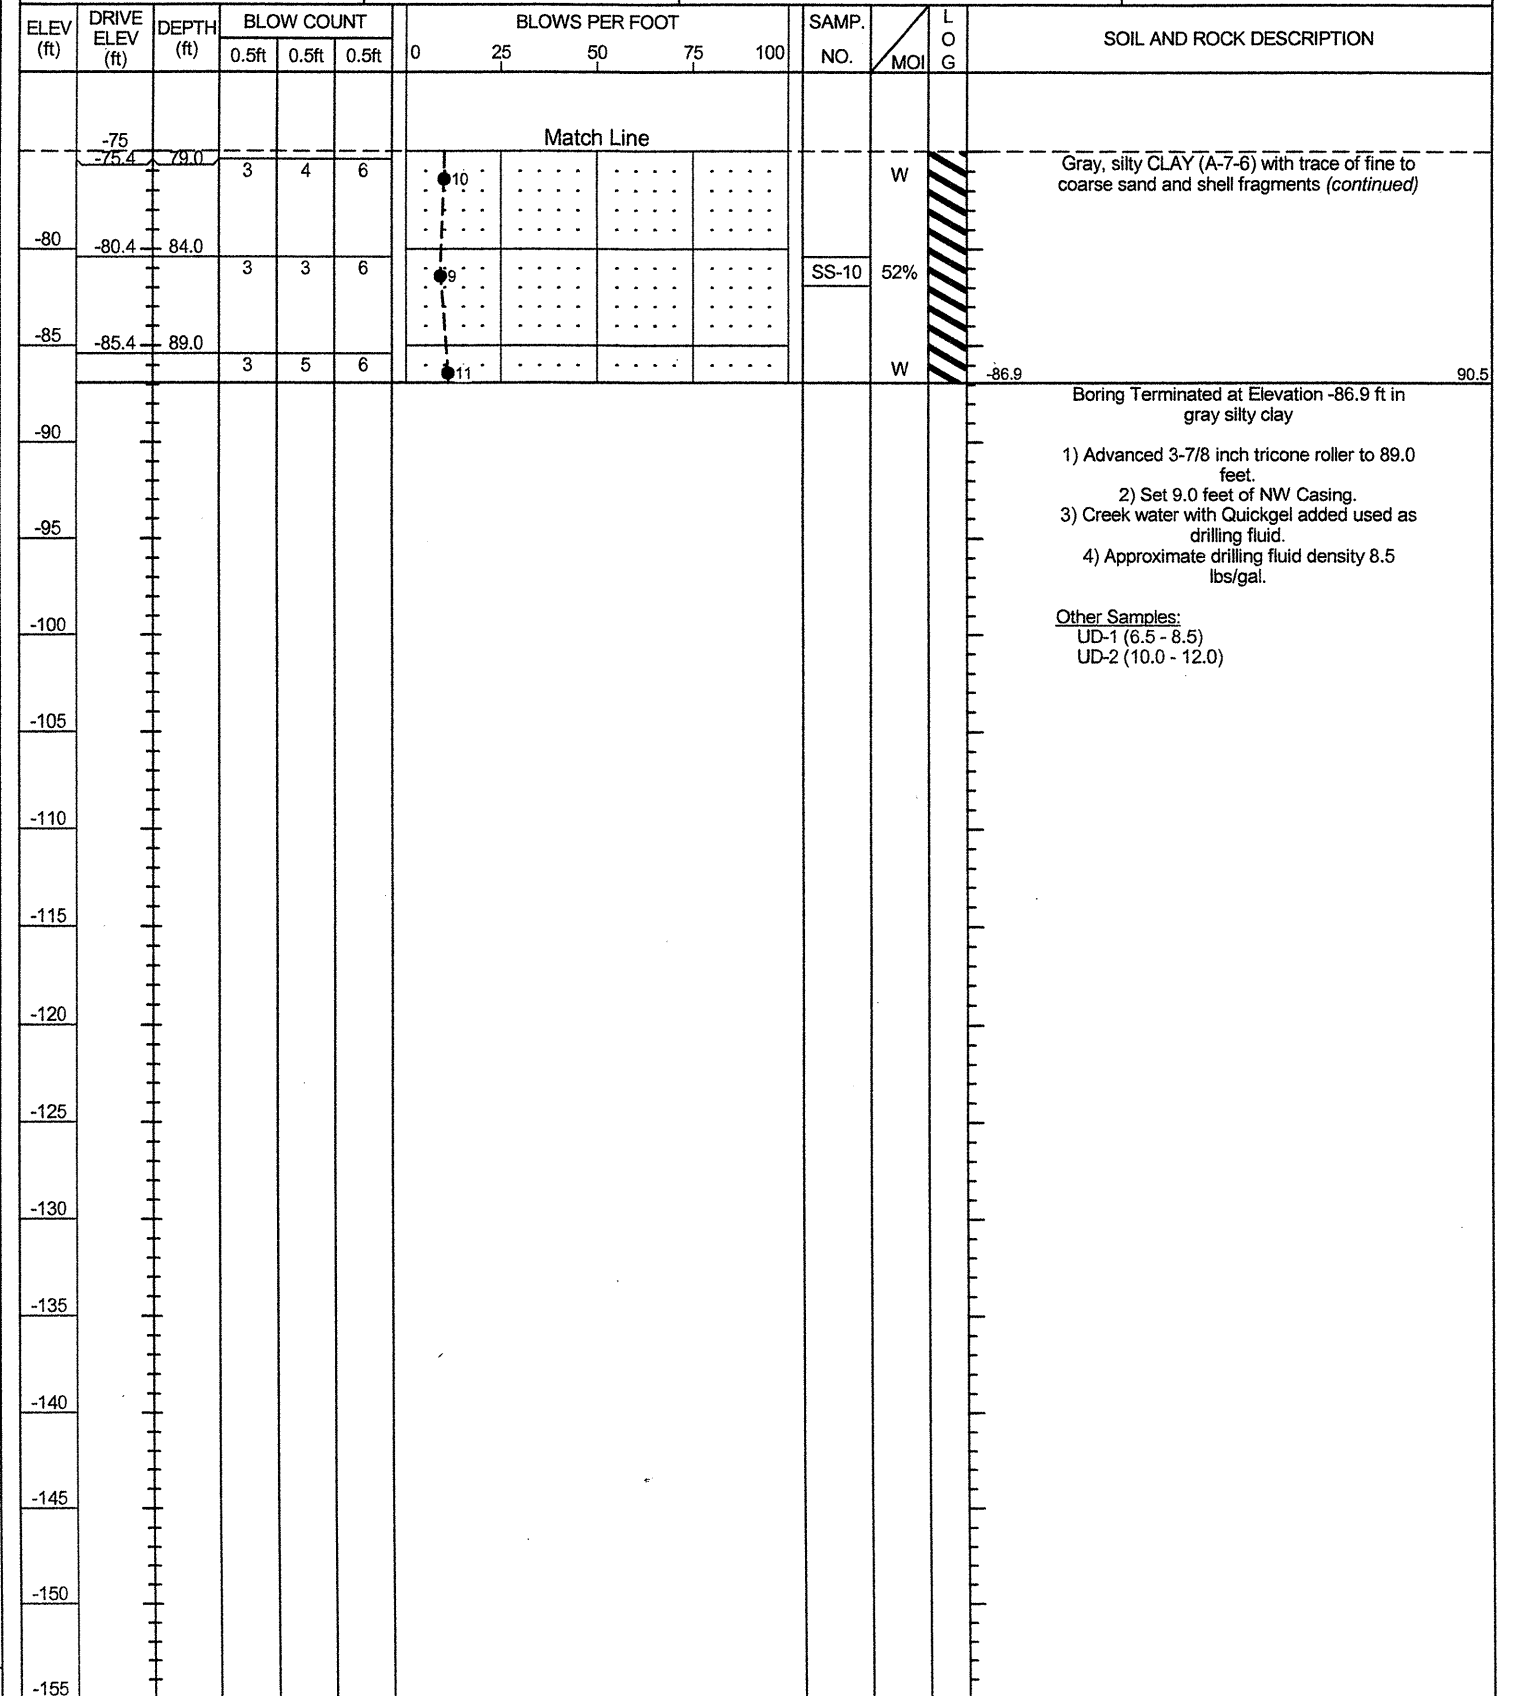 ELEV (ft) DRIVE ELEV (ft) DEPTH (ft) BLOW COUNT BLOWS PER FOOT SAMP. NO. MOI LOG SOIL AND ROCK DESCRIPTION
0.5ft 0.5ft 0.5ft 0 25 50 75 100
-75 Match Line
-75.4 79.0 3 4 6 10 W Gray, silty CLAY (A-7-6) with trace of fine to
coarse sand and shell fragments (continued)
-80 -80.4 84.0
3 3 6 9 SS-10 52%
-85 -85.4 89.0
3 5 6 11 W -86.9 90.5
Boring Terminated at Elevation -86.9 ft in
gray silty clay
-90
1) Advanced 3-7/8 inch tricone roller to 89.0
feet.
2) Set 9.0 feet of NW Casing.
3) Creek water with Quickgel added used as
-95
drilling fluid.
4) Approximate drilling fluid density 8.5
lbs/gal.
Other Samples:
-100
UD-1 (6.5 - 8.5)
UD-2 (10.0 - 12.0)
-105
-110
-115
-120
-125
-130
-135
-140
-145
-150
-155